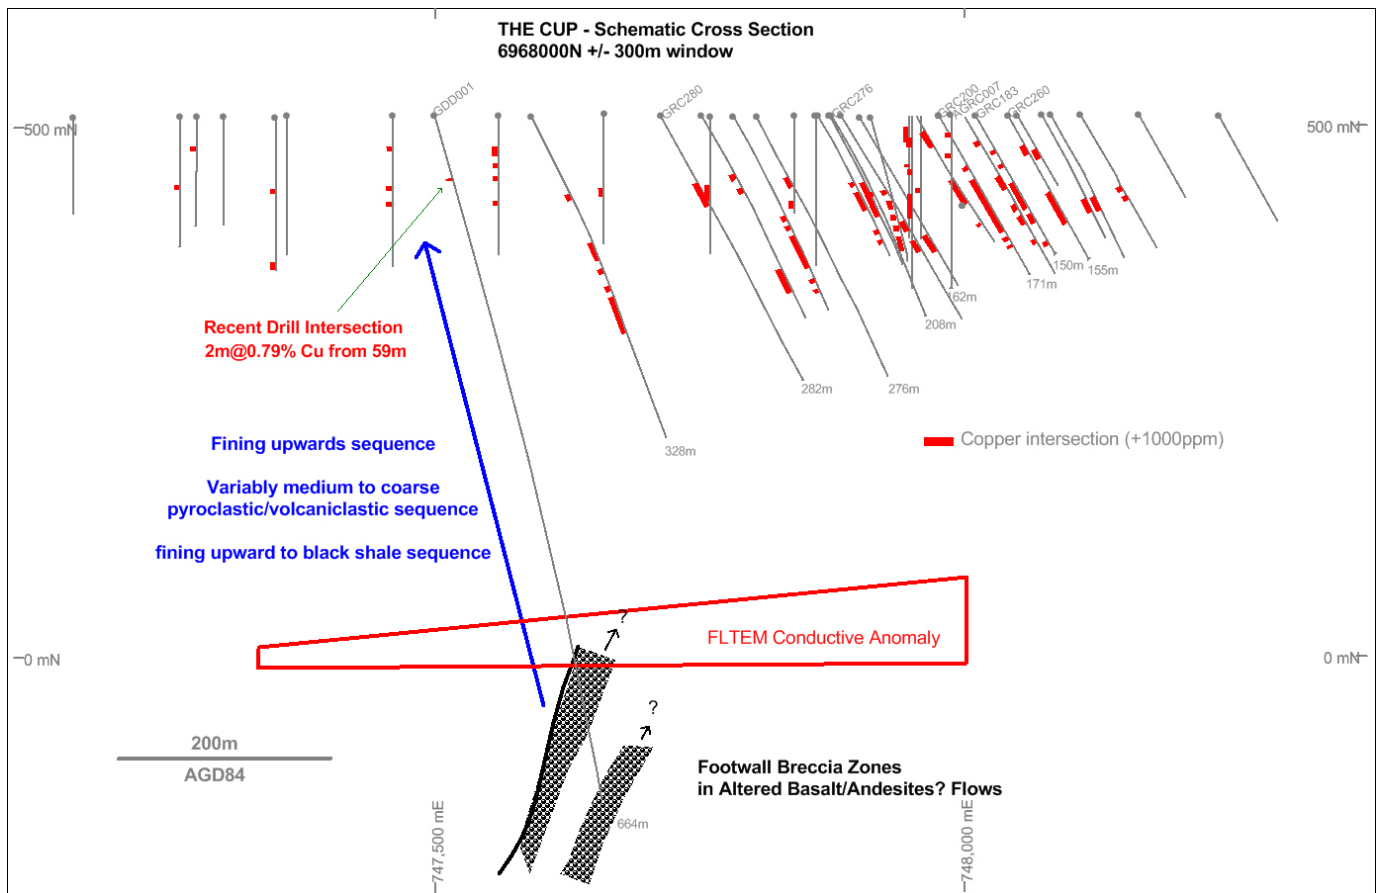 THE CUP - Schematic Cross Section
6968000N +/- 300m window
GDD001
GRC280
GRC276
GRC200
AGRC007
GRC183
GRC260
500 mN
500 mN
150m
155m
171m
162m
208m
282m
276m
328m
Recent Drill Intersection
2m@0.79% Cu from 59m
Copper intersection (+1000ppm)
Fining upwards sequence
Variably medium to coarse
pyroclastic/volcaniclastic sequence
fining upward to black shale sequence
?
FLTEM Conductive Anomaly
0 mN
0 mN
?
200m
AGD84
Footwall Breccia Zones
in Altered Basalt/Andesites? Flows
664m
747,500 mE
748,000 mE